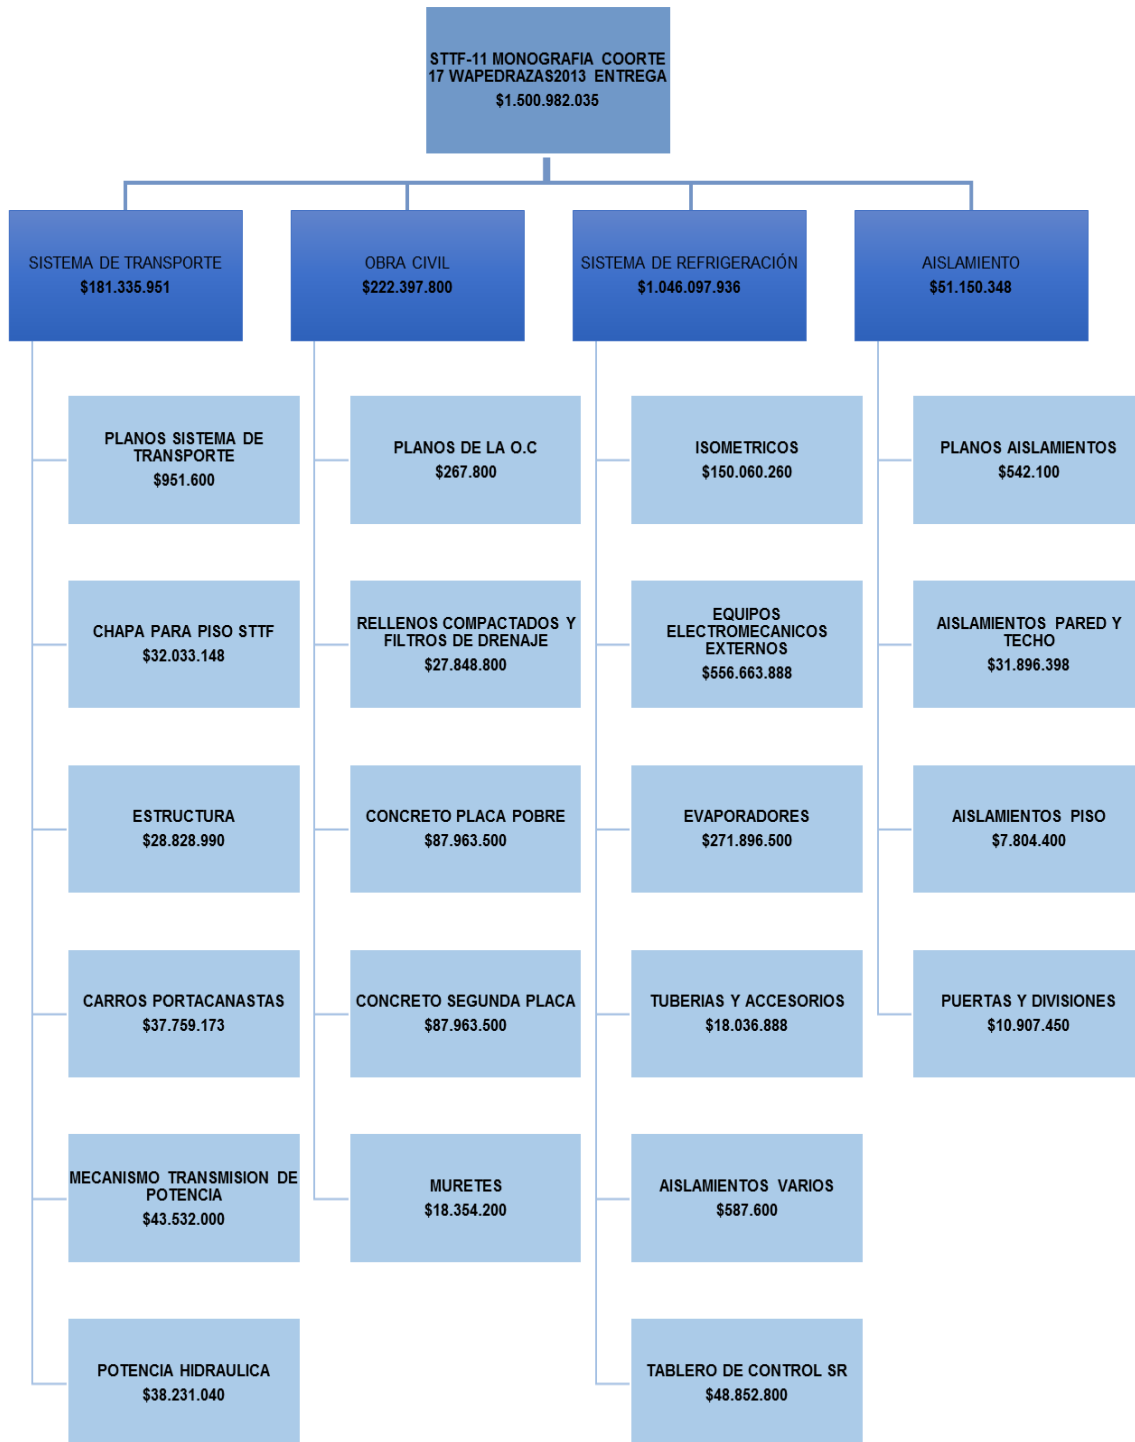 STTF-11 MONOGRAFIA COORTE
17 WAPEDRAZAS2013 ENTREGA
$1.500.982.035
SISTEMA DE TRANSPORTE
$181.335.951
PLANOS SISTEMA DE
TRANSPORTE
$951.600
CHAPA PARA PISO STTF
$32.033.148
ESTRUCTURA
$28.828.990
CARROS PORTACANASTAS
$37.759.173
MECANISMO TRANSMISION DE
POTENCIA
$43.532.000
POTENCIA HIDRAULICA
$38.231.040
OBRA CIVIL
$222.397.800
PLANOS DE LA O.C
$267.800
RELLENOS COMPACTADOS Y
FILTROS DE DRENAJE
$27.848.800
CONCRETO PLACA POBRE
$87.963.500
CONCRETO SEGUNDA PLACA
$87.963.500
MURETES
$18.354.200
SISTEMA DE REFRIGERACIÓN
$1.046.097.936
ISOMETRICOS
$150.060.260
EQUIPOS
ELECTROMECANICOS
EXTERNOS
$556.663.888
EVAPORADORES
$271.896.500
TUBERIAS Y ACCESORIOS
$18.036.888
AISLAMIENTOS VARIOS
$587.600
TABLERO DE CONTROL SR
$48.852.800
AISLAMIENTO
$51.150.348
PLANOS AISLAMIENTOS
$542.100
AISLAMIENTOS PARED Y
TECHO
$31.896.398
AISLAMIENTOS PISO
$7.804.400
PUERTAS Y DIVISIONES
$10.907.450